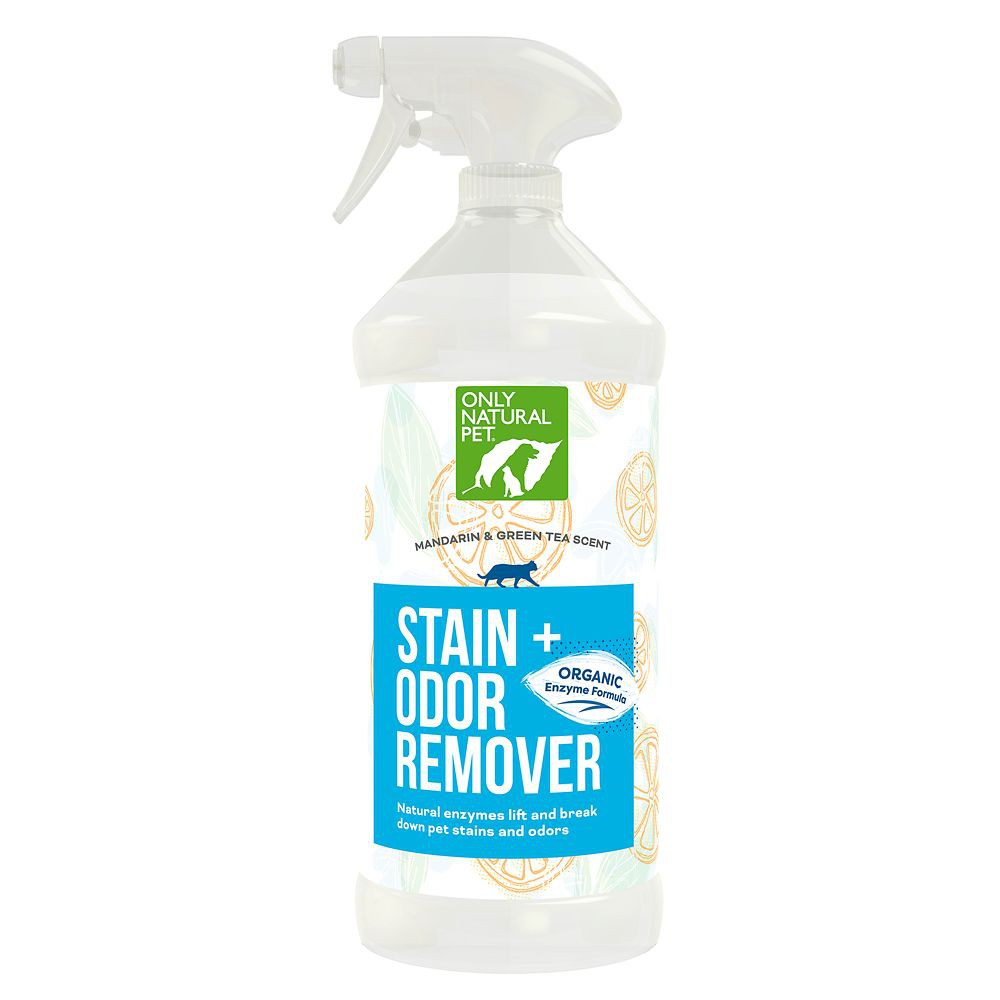 ONLY
NATURAL
PET®
MANDARIN & GREEN TEA SCENT
STAIN +
ODOR
REMOVER
ORGANIC
Enzyme Formula
Natural enzymes lift and break
down pet stains and odors